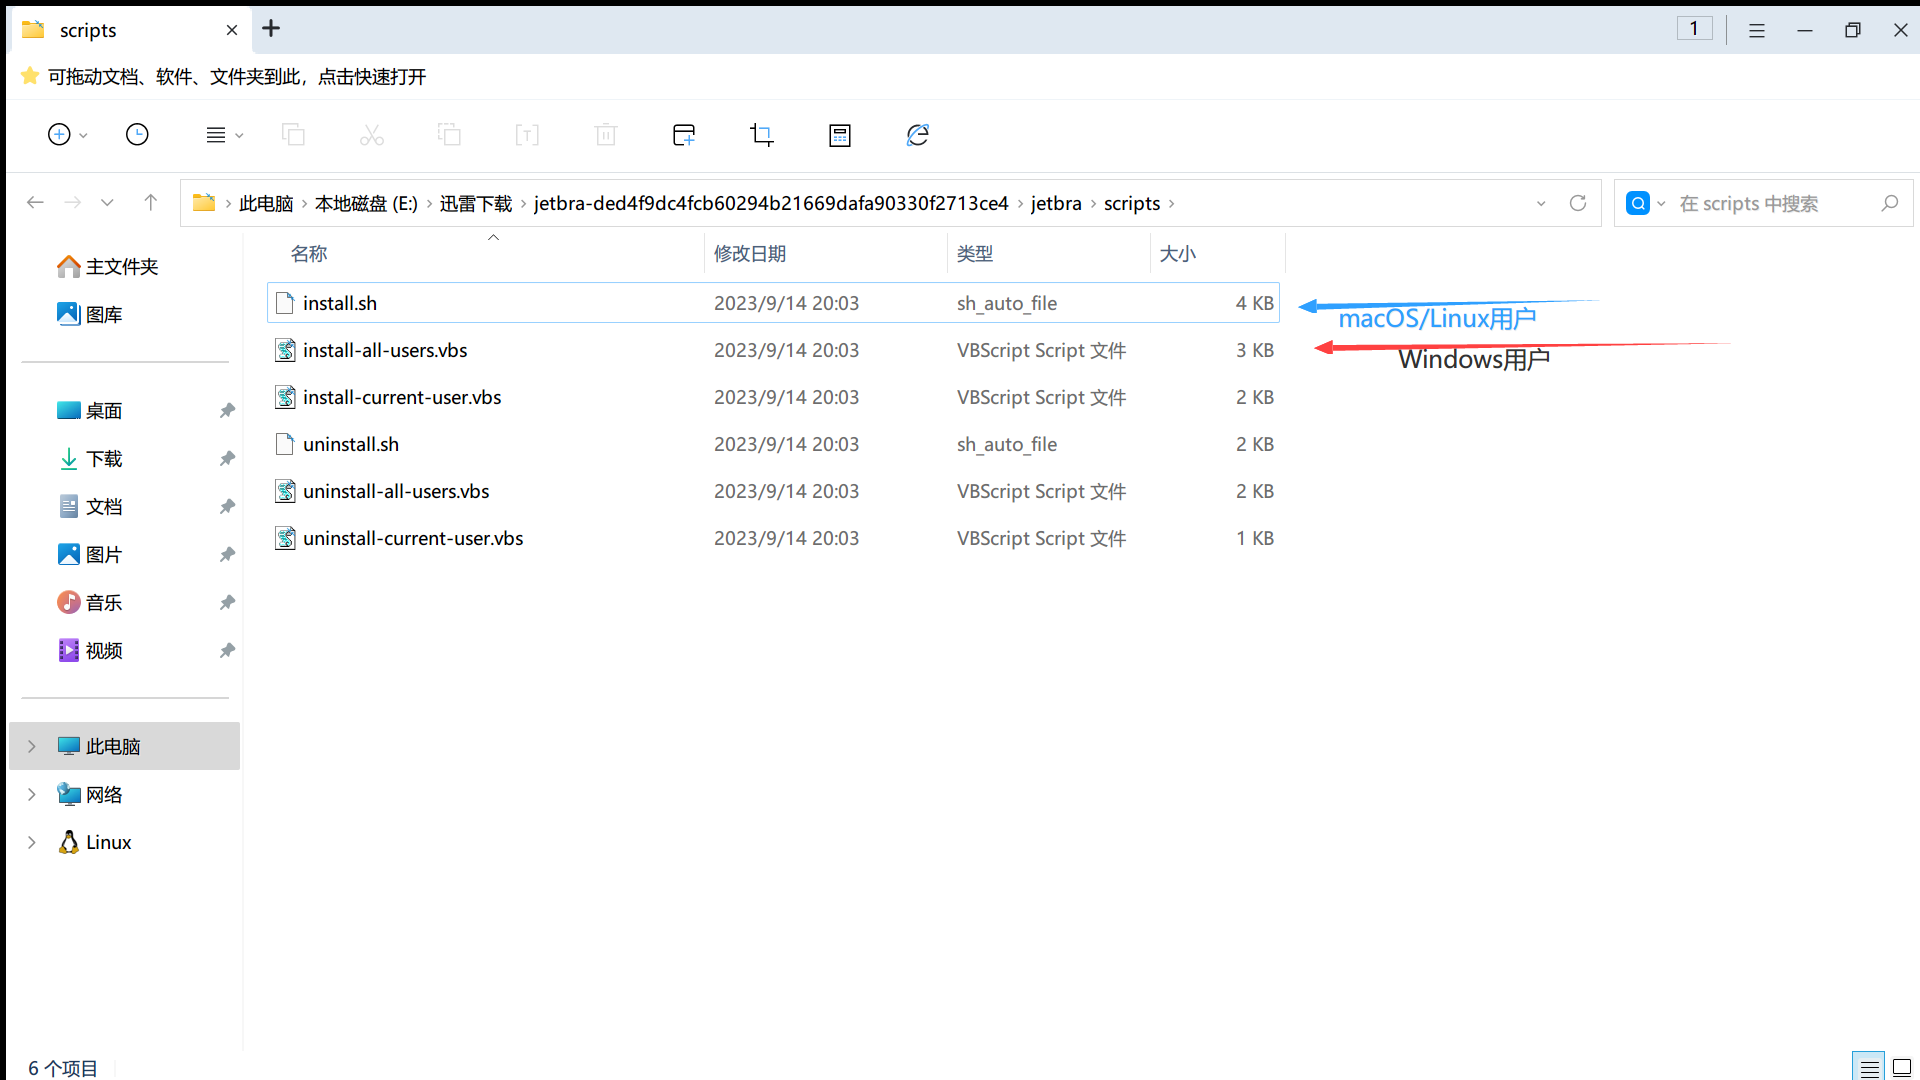 scripts
1
可拖动文档、软件、文件夹到此，点击快速打开
此电脑 本地磁盘 (E:) 迅雷下载 jetbra-ded4f9dc4fcb60294b21669dafa90330f2713ce4 jetbra scripts
在 scripts 中搜索
名称 修改日期 类型 大小
主文件夹
图库
桌面
下载
文档
图片
音乐
视频
此电脑
网络
Linux
install.sh 2023/9/14 20:03 sh_auto_file 4 KB
macOS/Linux用户
install-all-users.vbs 2023/9/14 20:03 VBScript Script 文件 3 KB
Windows用户
install-current-user.vbs 2023/9/14 20:03 VBScript Script 文件 2 KB
uninstall.sh 2023/9/14 20:03 sh_auto_file 2 KB
uninstall-all-users.vbs 2023/9/14 20:03 VBScript Script 文件 2 KB
uninstall-current-user.vbs 2023/9/14 20:03 VBScript Script 文件 1 KB
6 个项目